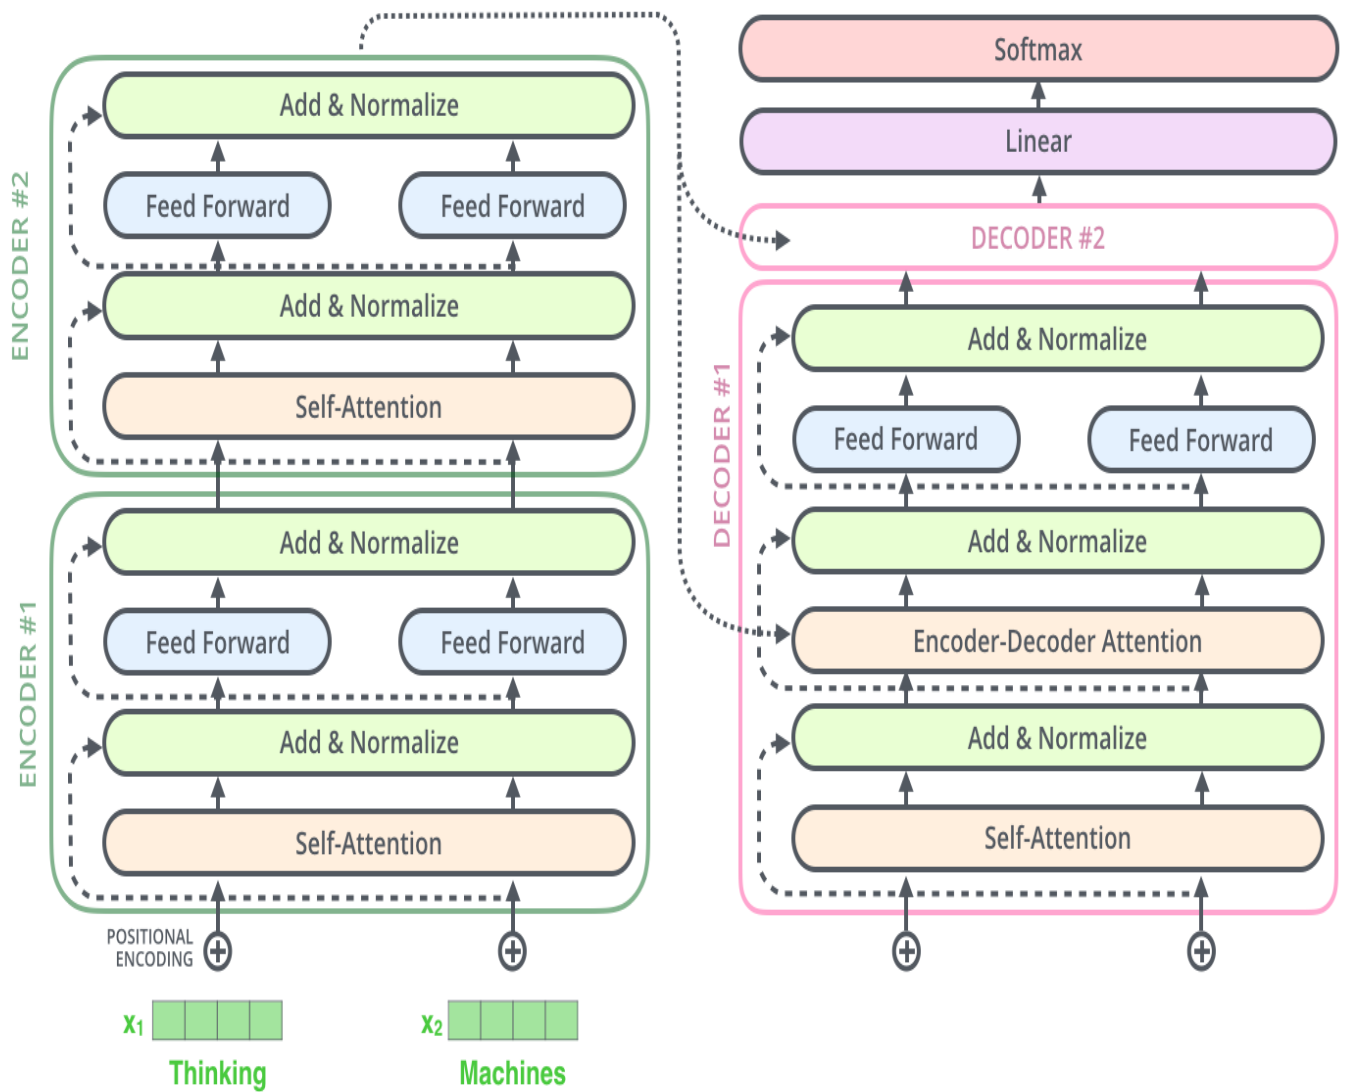 ENCODER #2
Add & Normalize
Feed Forward
Feed Forward
Add & Normalize
Self-Attention
ENCODER #1
Add & Normalize
Feed Forward
Feed Forward
Add & Normalize
Self-Attention
POSITIONAL
ENCODING
x1
x2
Thinking
Machines
Softmax
Linear
DECODER #2
DECODER #1
Add & Normalize
Feed Forward
Feed Forward
Add & Normalize
Encoder-Decoder Attention
Add & Normalize
Self-Attention